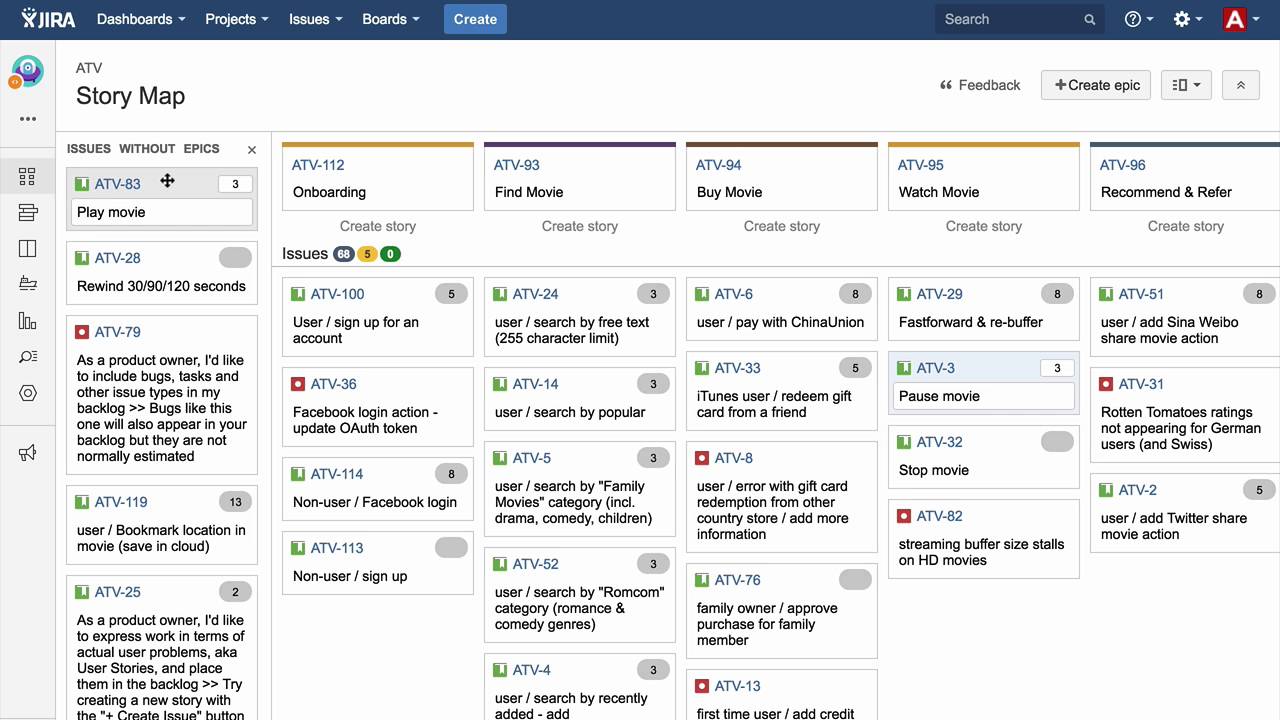 JIRA Dashboards Projects Issues Boards Create Search ? A
ATV
Story Map
Feedback +Create epic
ISSUES WITHOUT EPICS ×
ATV-83 3
Play movie
ATV-28
Rewind 30/90/120 seconds
ATV-79
As a product owner, I'd like
to include bugs, tasks and
other issue types in my
backlog >> Bugs like this
one will also appear in your
backlog but they are not
normally estimated
ATV-119 13
user / Bookmark location in
movie (save in cloud)
ATV-25 2
As a product owner, I'd like
to express work in terms of
actual user problems, aka
User Stories, and place
them in the backlog >> Try
creating a new story with
the "+ Create Issue" button
ATV-112
Onboarding
Create story
ATV-93
Find Movie
Create story
ATV-94
Buy Movie
Create story
ATV-95
Watch Movie
Create story
ATV-96
Recommend & Refer
Create story
Issues 68 5 0
ATV-100 5
User / sign up for an
account
ATV-36
Facebook login action -
update OAuth token
ATV-114 8
Non-user / Facebook login
ATV-113
Non-user / sign up
ATV-24 3
user / search by free text
(255 character limit)
ATV-14 3
user / search by popular
ATV-5 3
user / search by "Family
Movies" category (incl.
drama, comedy, children)
ATV-52 3
user / search by "Romcom"
category (romance &
comedy genres)
ATV-4 3
user / search by recently
added - add
ATV-6 8
user / pay with ChinaUnion
ATV-33 5
iTunes user / redeem gift
card from a friend
ATV-8
user / error with gift card
redemption from other
country store / add more
information
ATV-76
family owner / approve
purchase for family
member
ATV-13
first time user / add credit
ATV-29 8
Fastforward & re-buffer
ATV-3 3
Pause movie
ATV-32
Stop movie
ATV-82
streaming buffer size stalls
on HD movies
ATV-51 8
user / add Sina Weibo
share movie action
ATV-31
Rotten Tomatoes ratings
not appearing for German
users (and Swiss)
ATV-2 5
user / add Twitter share
movie action